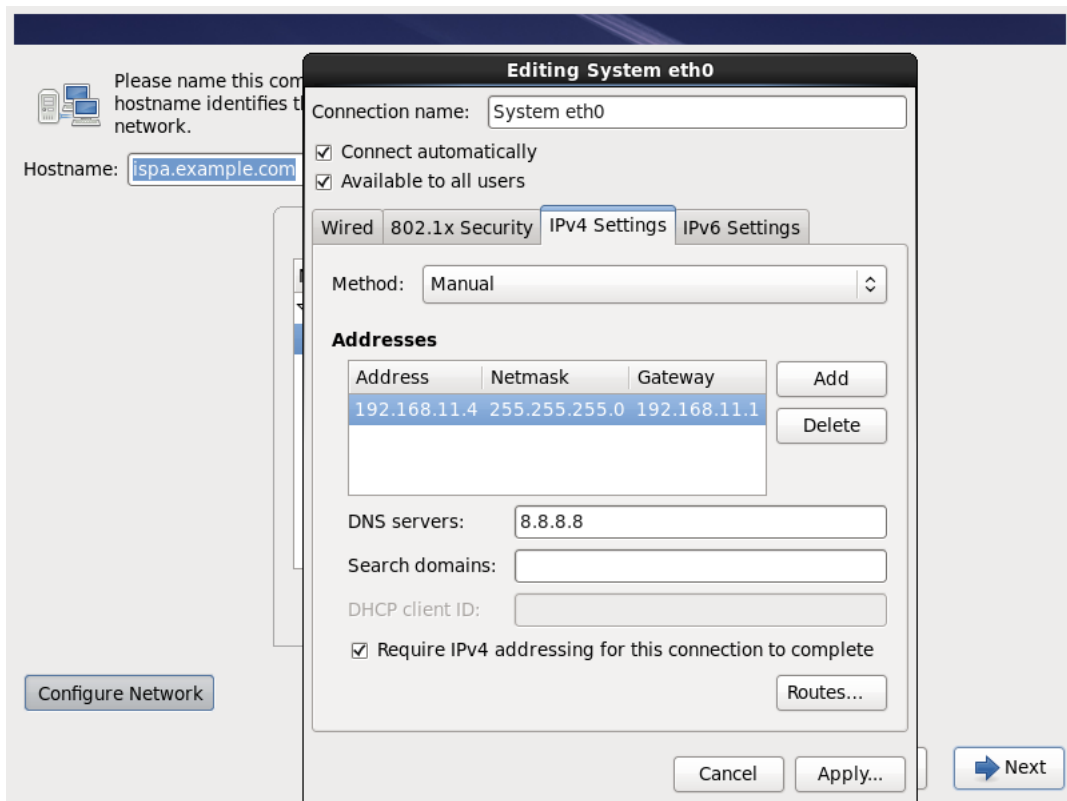 Editing System eth0
Please name this com
hostname identifies t
network.
Hostname: ispa.example.com
Connection name: System eth0
Connect automatically
Available to all users
Wired 802.1x Security IPv4 Settings IPv6 Settings
Method: Manual
Addresses
Address Netmask Gateway
192.168.11.4 255.255.255.0 192.168.11.1
Add
Delete
DNS servers: 8.8.8.8
Search domains:
DHCP client ID:
Require IPv4 addressing for this connection to complete
Routes...
Configure Network
Cancel Apply...
Next